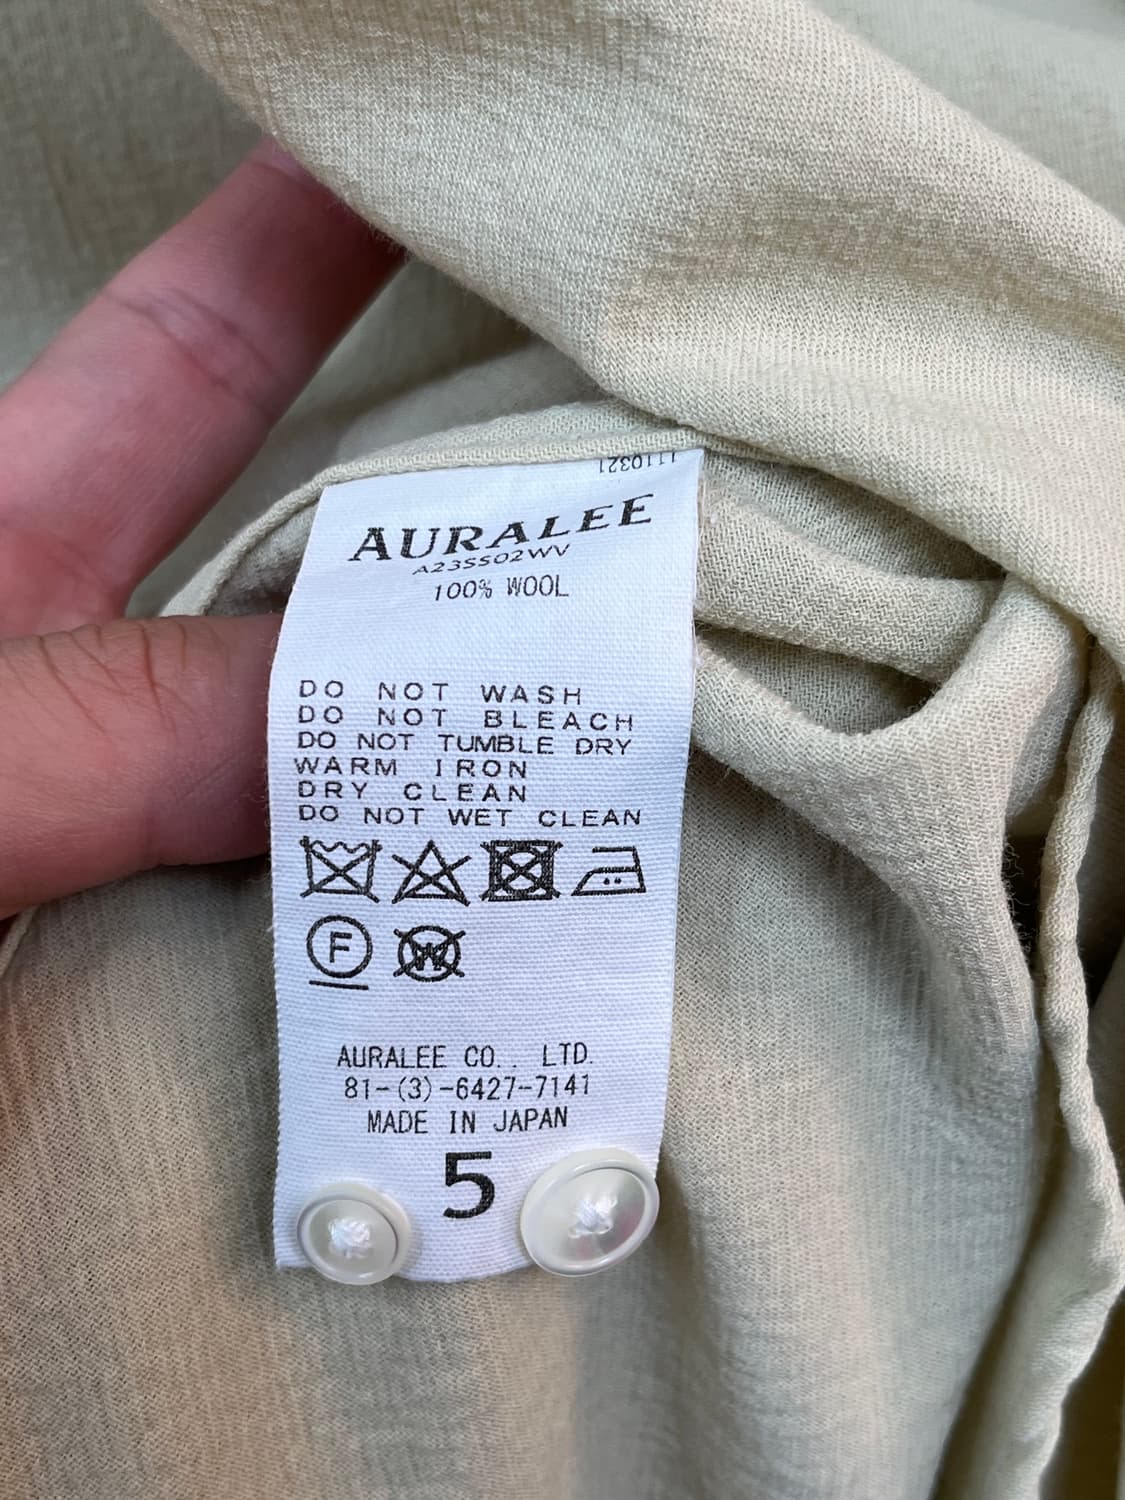 1110321
AURALEE
A23SS02WV
100% WOOL
DO NOT WASH
DO NOT BLEACH
DO NOT TUMBLE DRY
WARM IRON
DRY CLEAN
DO NOT WET CLEAN
F W
AURALEE CO., LTD.
81-(3)-6427-7141
MADE IN JAPAN
5